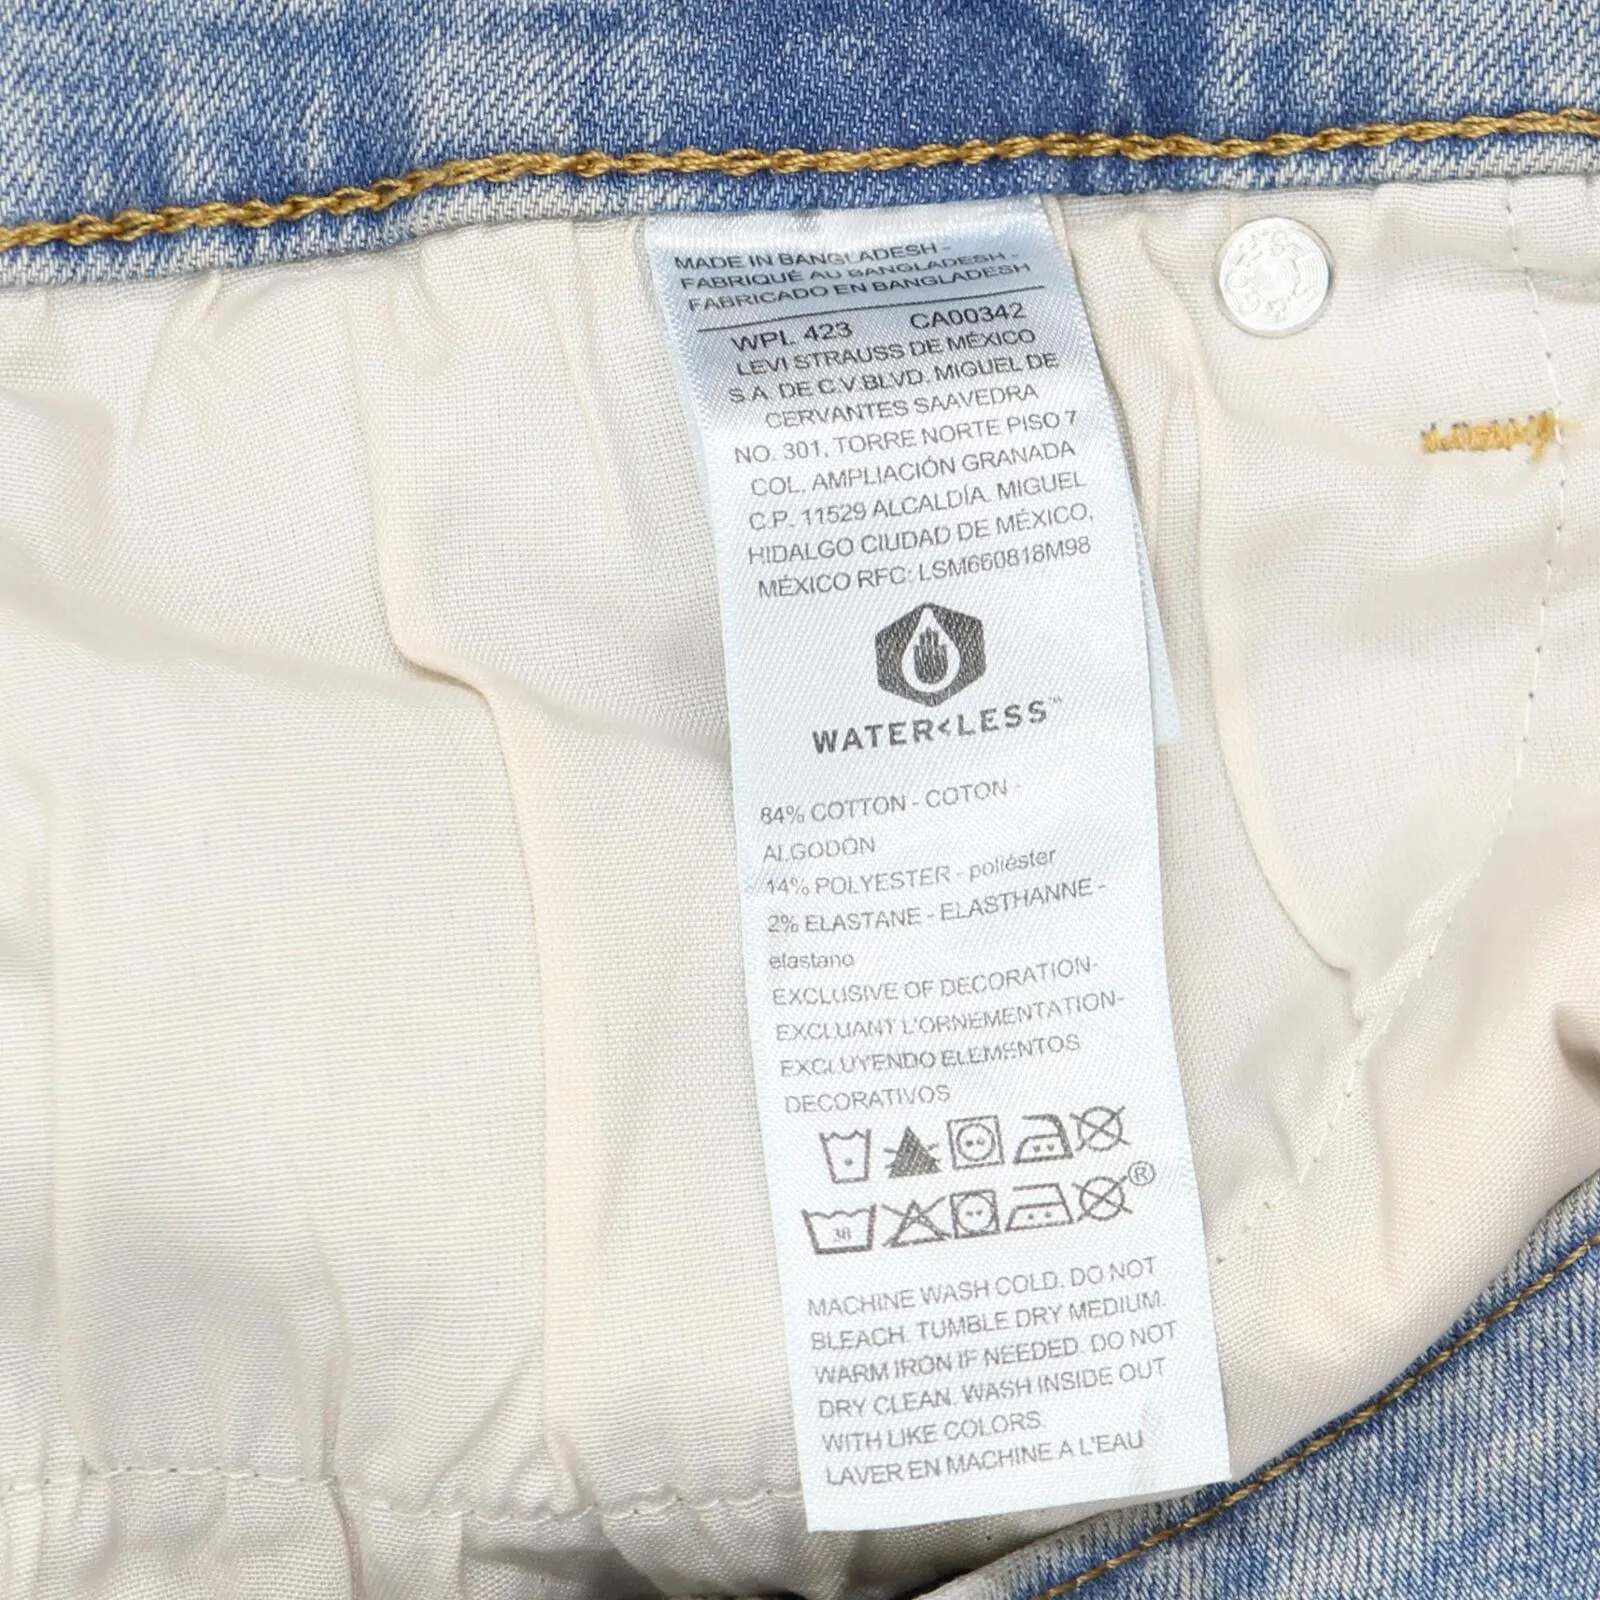 MADE IN BANGLADESH -
FABRIQUÉ AU BANGLADESH -
FABRICADO EN BANGLADESH
WPL 423 CA00342
LEVI STRAUSS DE MÉXICO
S.A. DE C.V BLVD. MIGUEL DE
CERVANTES SAAVEDRA
NO. 301, TORRE NORTE PISO 7
COL. AMPLIACIÓN GRANADA
C.P. 11529 ALCALDÍA. MIGUEL
HIDALGO CIUDAD DE MÉXICO,
MÉXICO RFC: LSM660818M98
WATER<LESS™
84% COTTON - COTON -
ALGODÓN
14% POLYESTER - poliéster
2% ELASTANE - ELASTHANNE -
elastano
EXCLUSIVE OF DECORATION-
EXCLUANT L'ORNEMENTATION-
EXCLUYENDO ELEMENTOS
DECORATIVOS
30 ®
MACHINE WASH COLD. DO NOT
BLEACH. TUMBLE DRY MEDIUM.
WARM IRON IF NEEDED. DO NOT
DRY CLEAN. WASH INSIDE OUT
WITH LIKE COLORS.
LAVER EN MACHINE A L'EAU